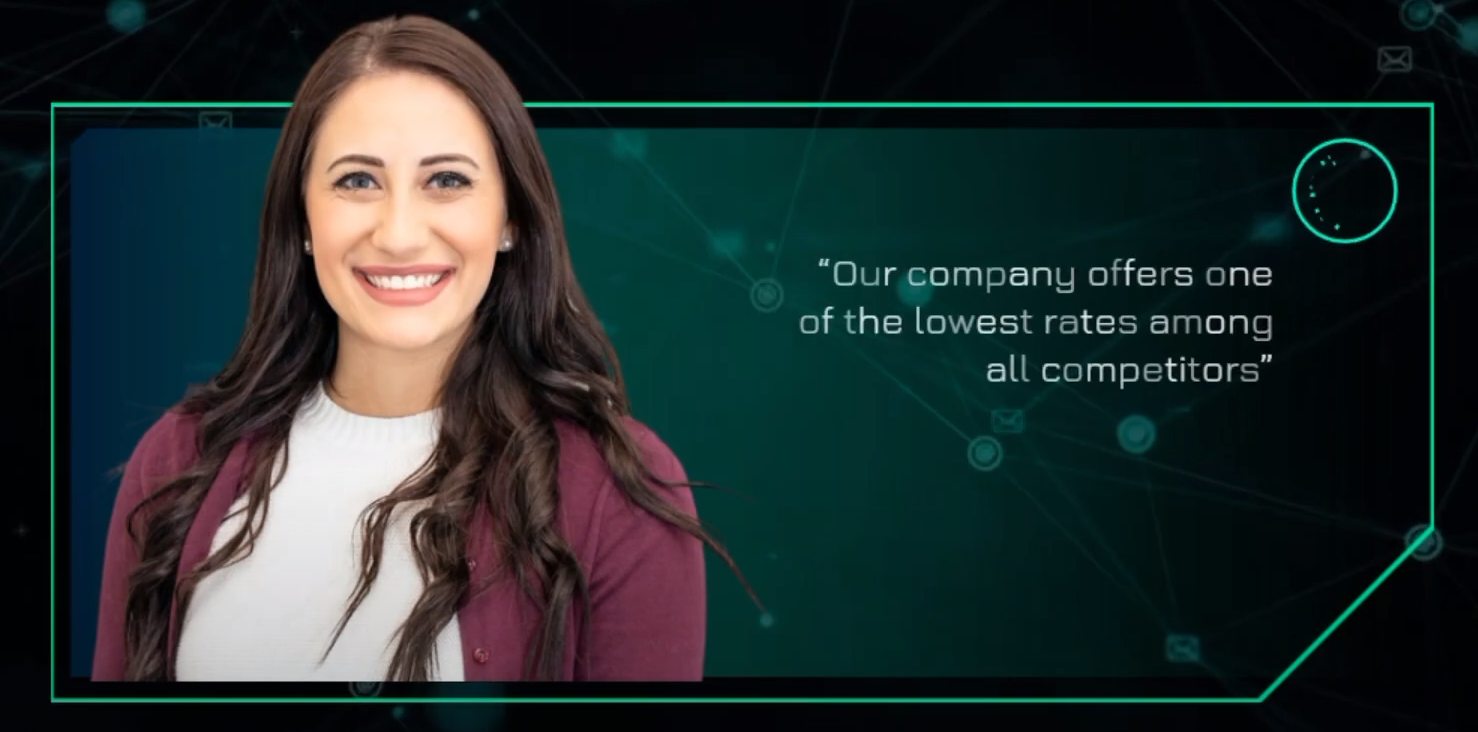 “Our company offers one
of the lowest rates among
all competitors”